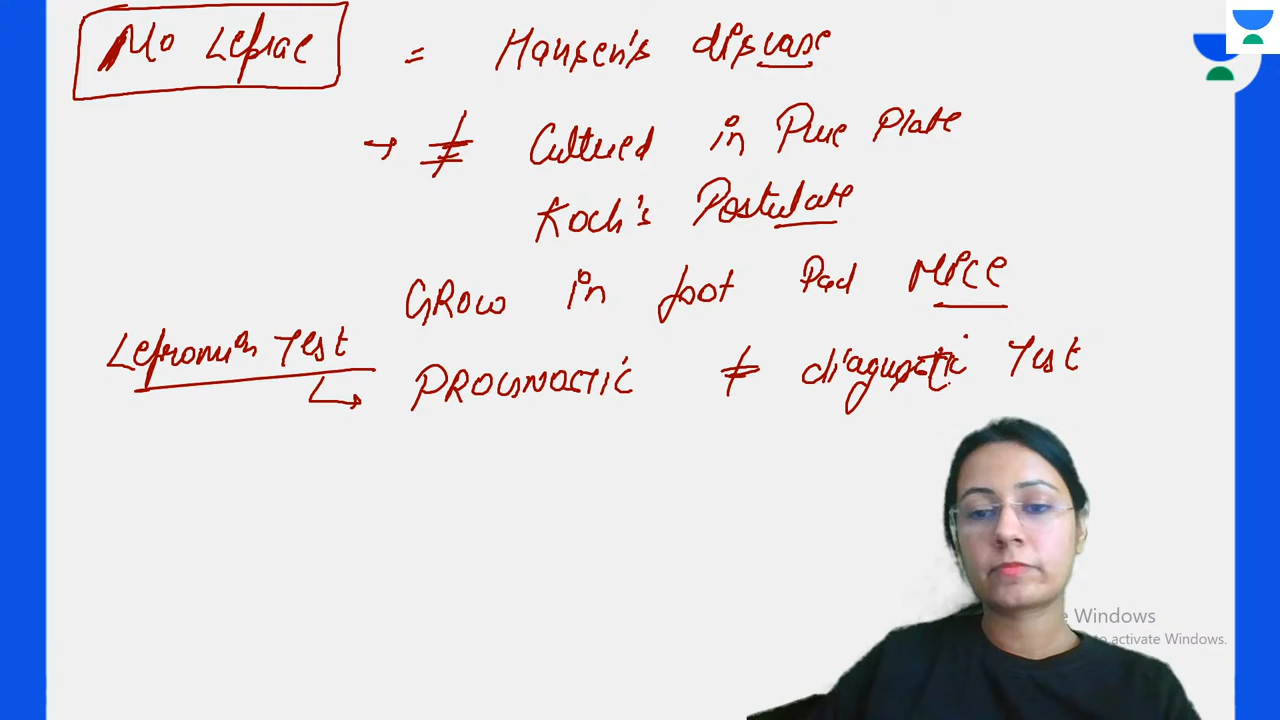 Mo Leprae = Hansen's disease
→ ≠ Cultured in Pure Plate
Koch's Postulate
GROW in foot Pad MICE
Lepromin Test
↳ PROGNOSTIC ≠ diagnostic Test
Windows
to activate Windows.